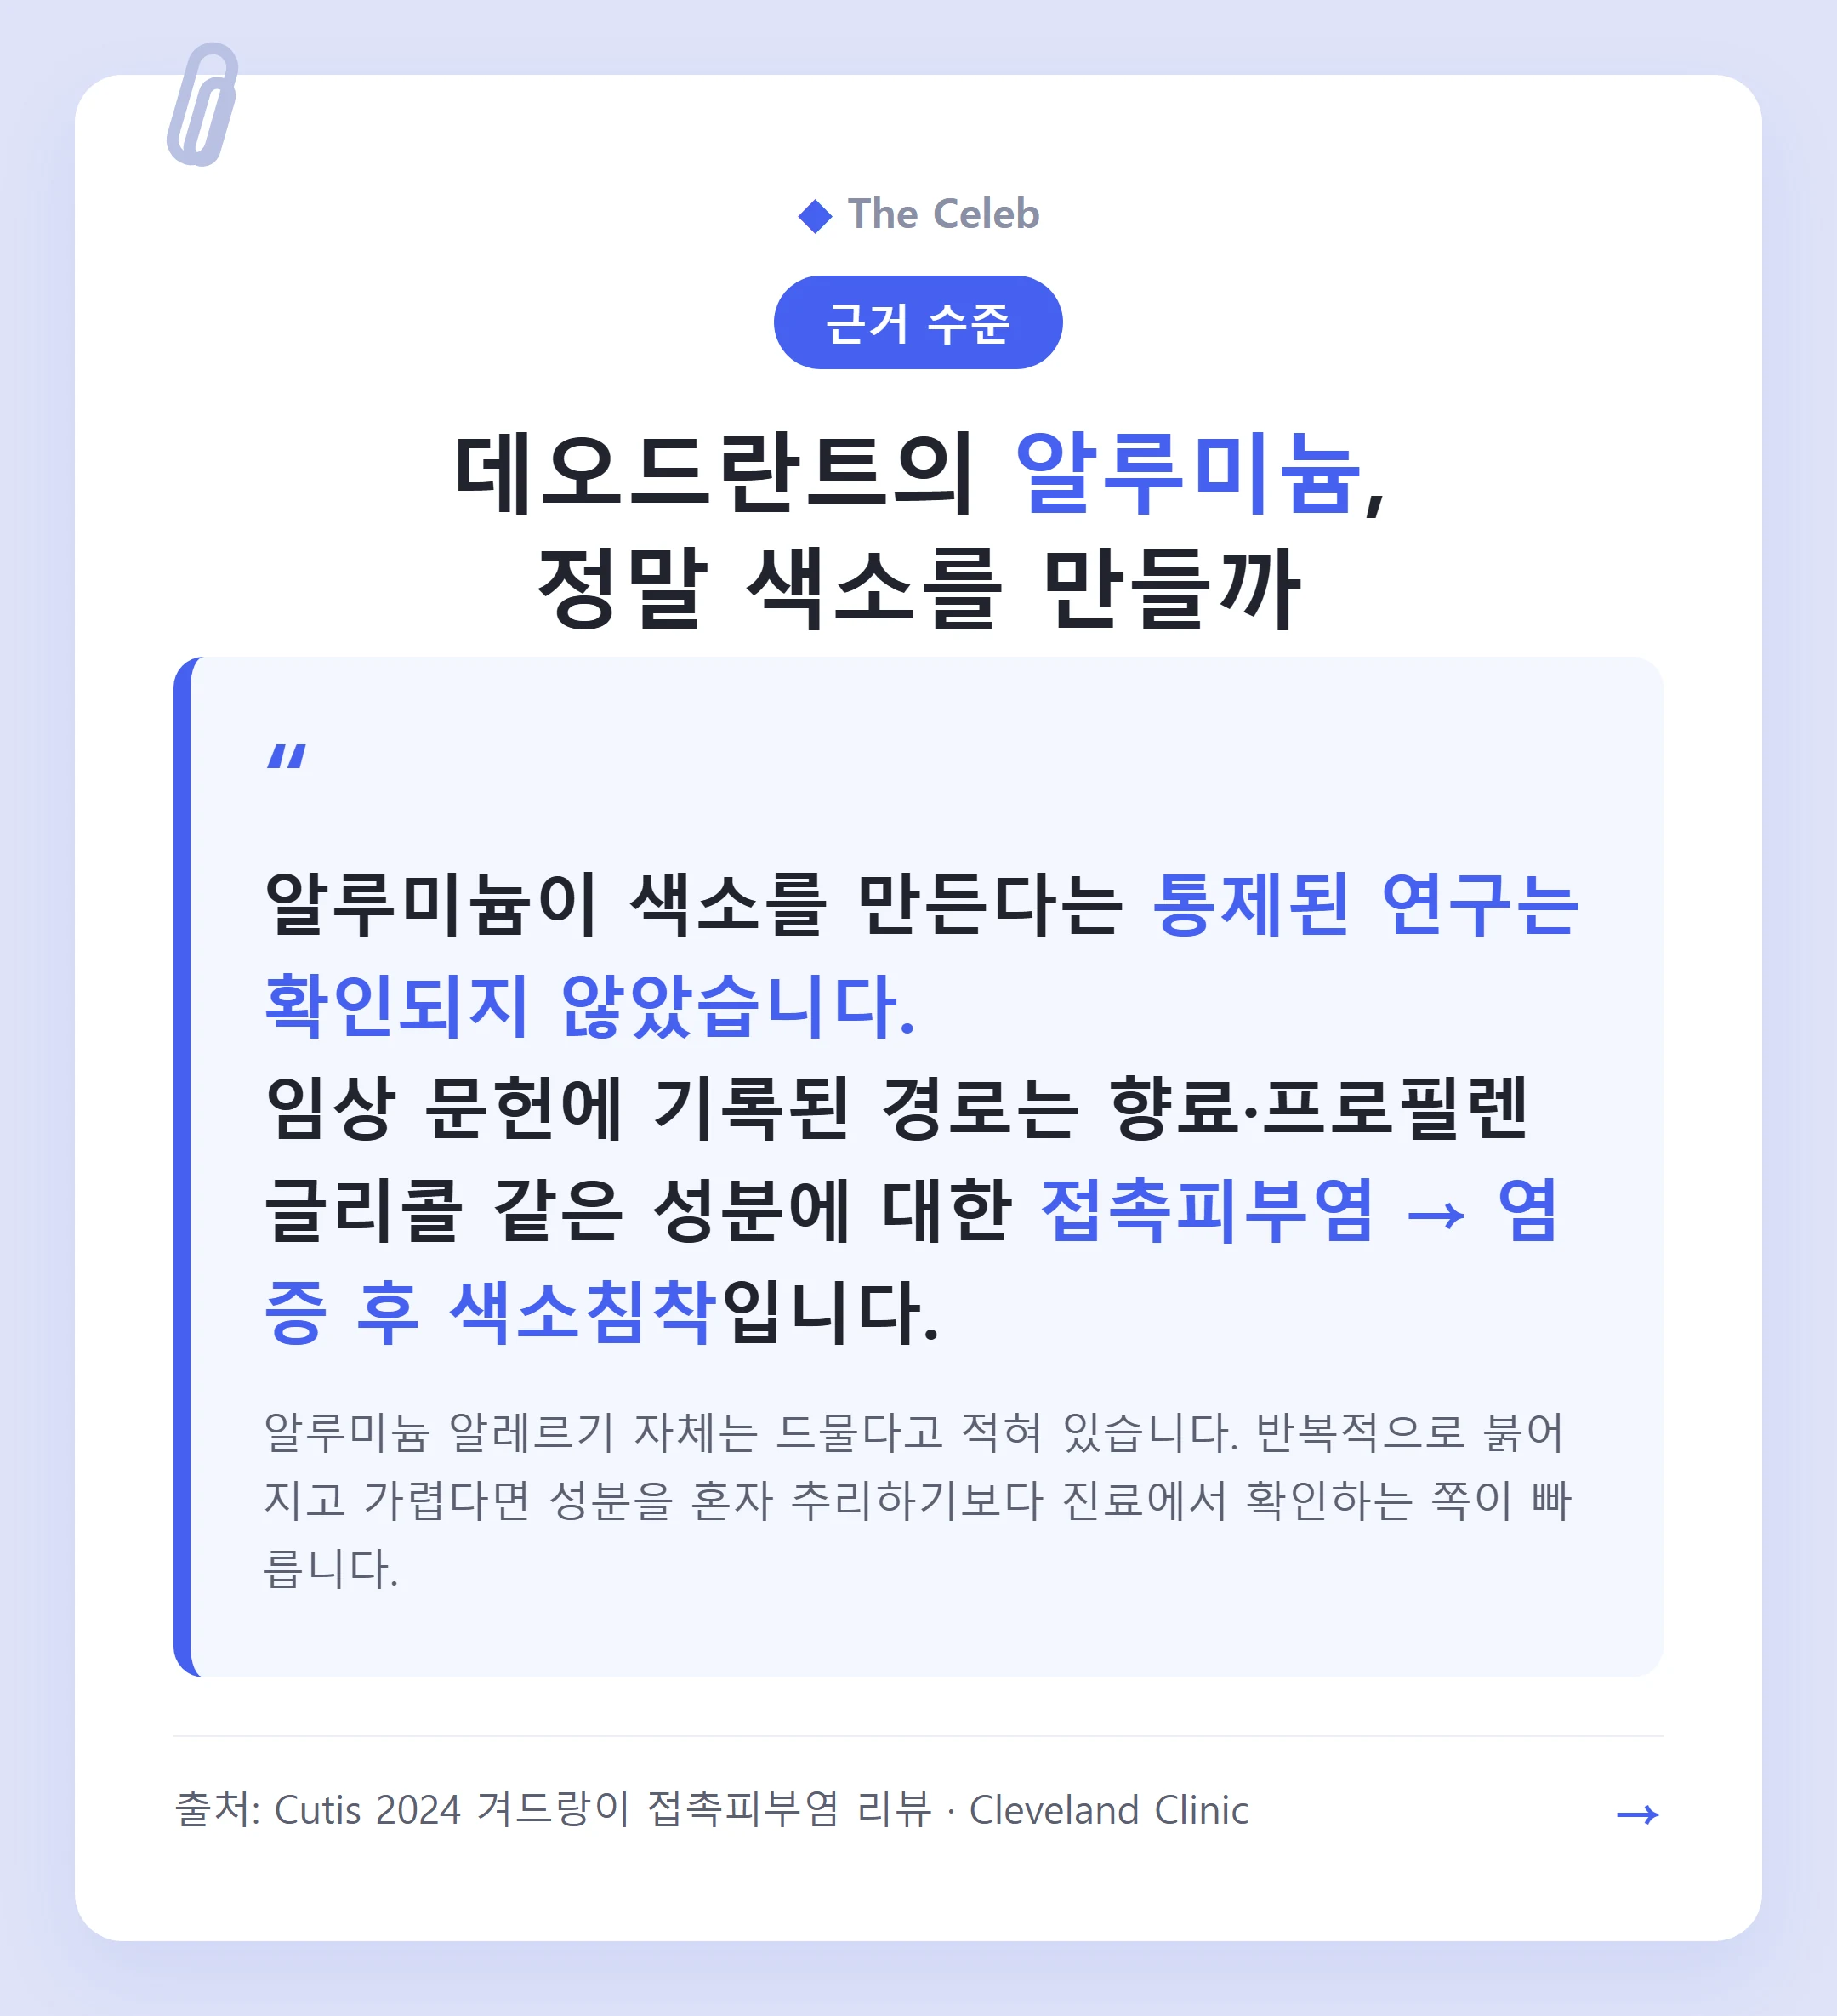 ◆ The Celeb
근거 수준
데오드란트의 알루미늄,
정말 색소를 만들까
“
알루미늄이 색소를 만든다는 통제된 연구는
확인되지 않았습니다.
임상 문헌에 기록된 경로는 향료·프로필렌
글리콜 같은 성분에 대한 접촉피부염 → 염
증 후 색소침착입니다.
알루미늄 알레르기 자체는 드물다고 적혀 있습니다. 반복적으로 붉어
지고 가렵다면 성분을 혼자 추리하기보다 진료에서 확인하는 쪽이 빠
릅니다.
출처: Cutis 2024 겨드랑이 접촉피부염 리뷰 · Cleveland Clinic →